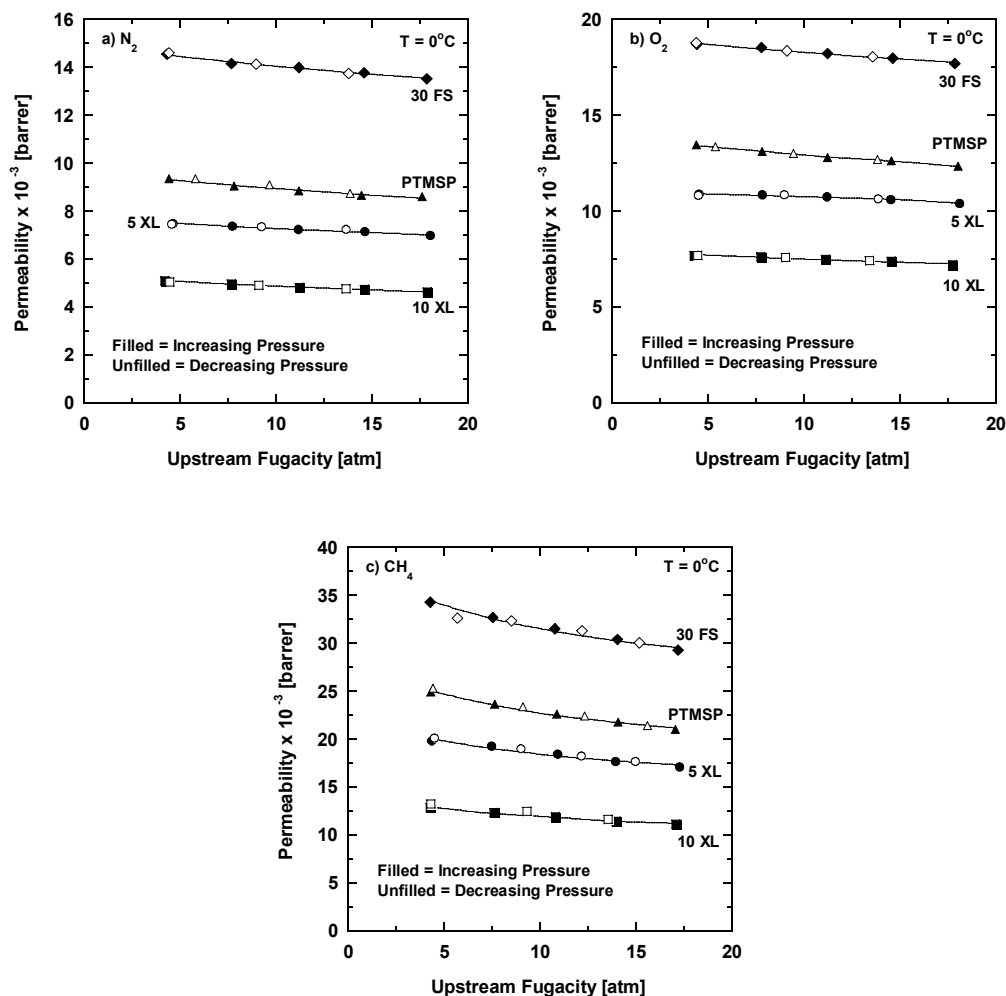 a) N2
T = 0°C
16
14
12
10
8
6
4
2
0
30 FS
PTMSP
5 XL
10 XL
Filled = Increasing Pressure
Unfilled = Decreasing Pressure
0 5 10 15 20
Upstream Fugacity [atm]
Permeability x 10⁻³ [barrer]
b) O2
T = 0°C
20
15
10
5
0
30 FS
PTMSP
5 XL
10 XL
Filled = Increasing Pressure
Unfilled = Decreasing Pressure
0 5 10 15 20
Upstream Fugacity [atm]
Permeability x 10⁻³ [barrer]
c) CH4
T = 0°C
40
35
30
25
20
15
10
5
0
30 FS
PTMSP
5 XL
10 XL
Filled = Increasing Pressure
Unfilled = Decreasing Pressure
0 5 10 15 20
Upstream Fugacity [atm]
Permeability x 10⁻³ [barrer]